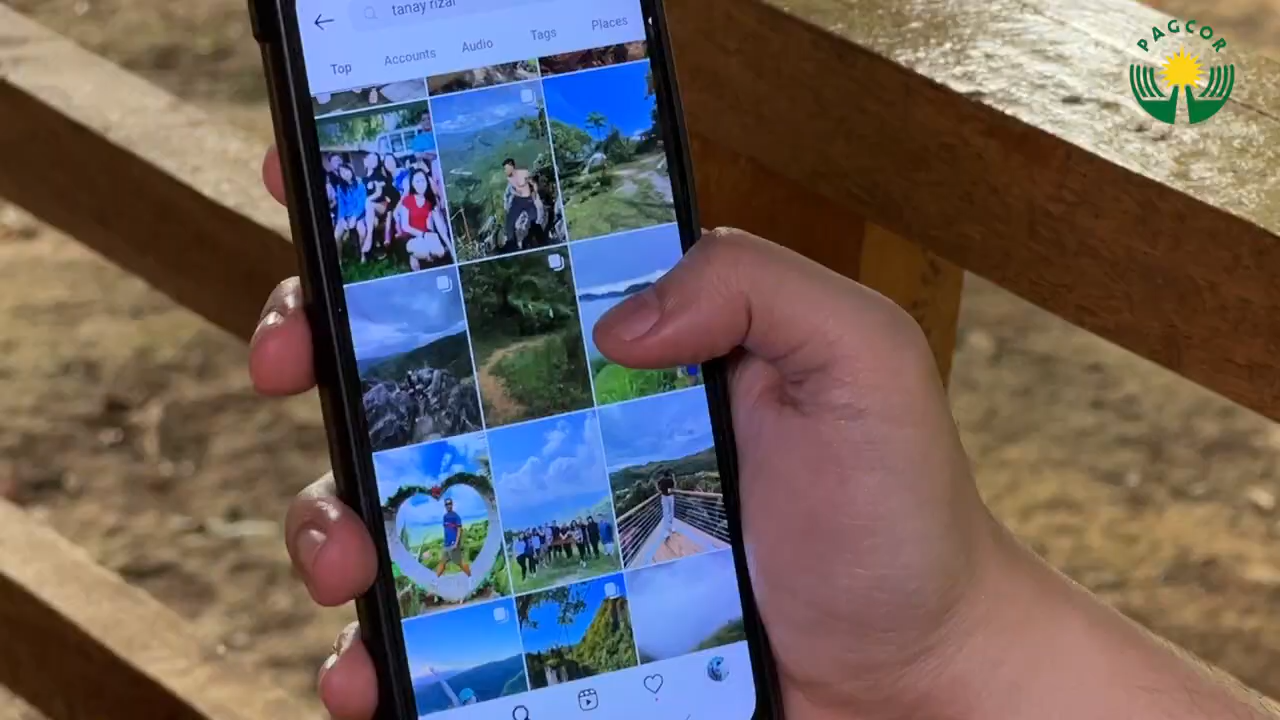 tanay rizal
Top
Accounts
Audio
Tags
Places
PAGCOR